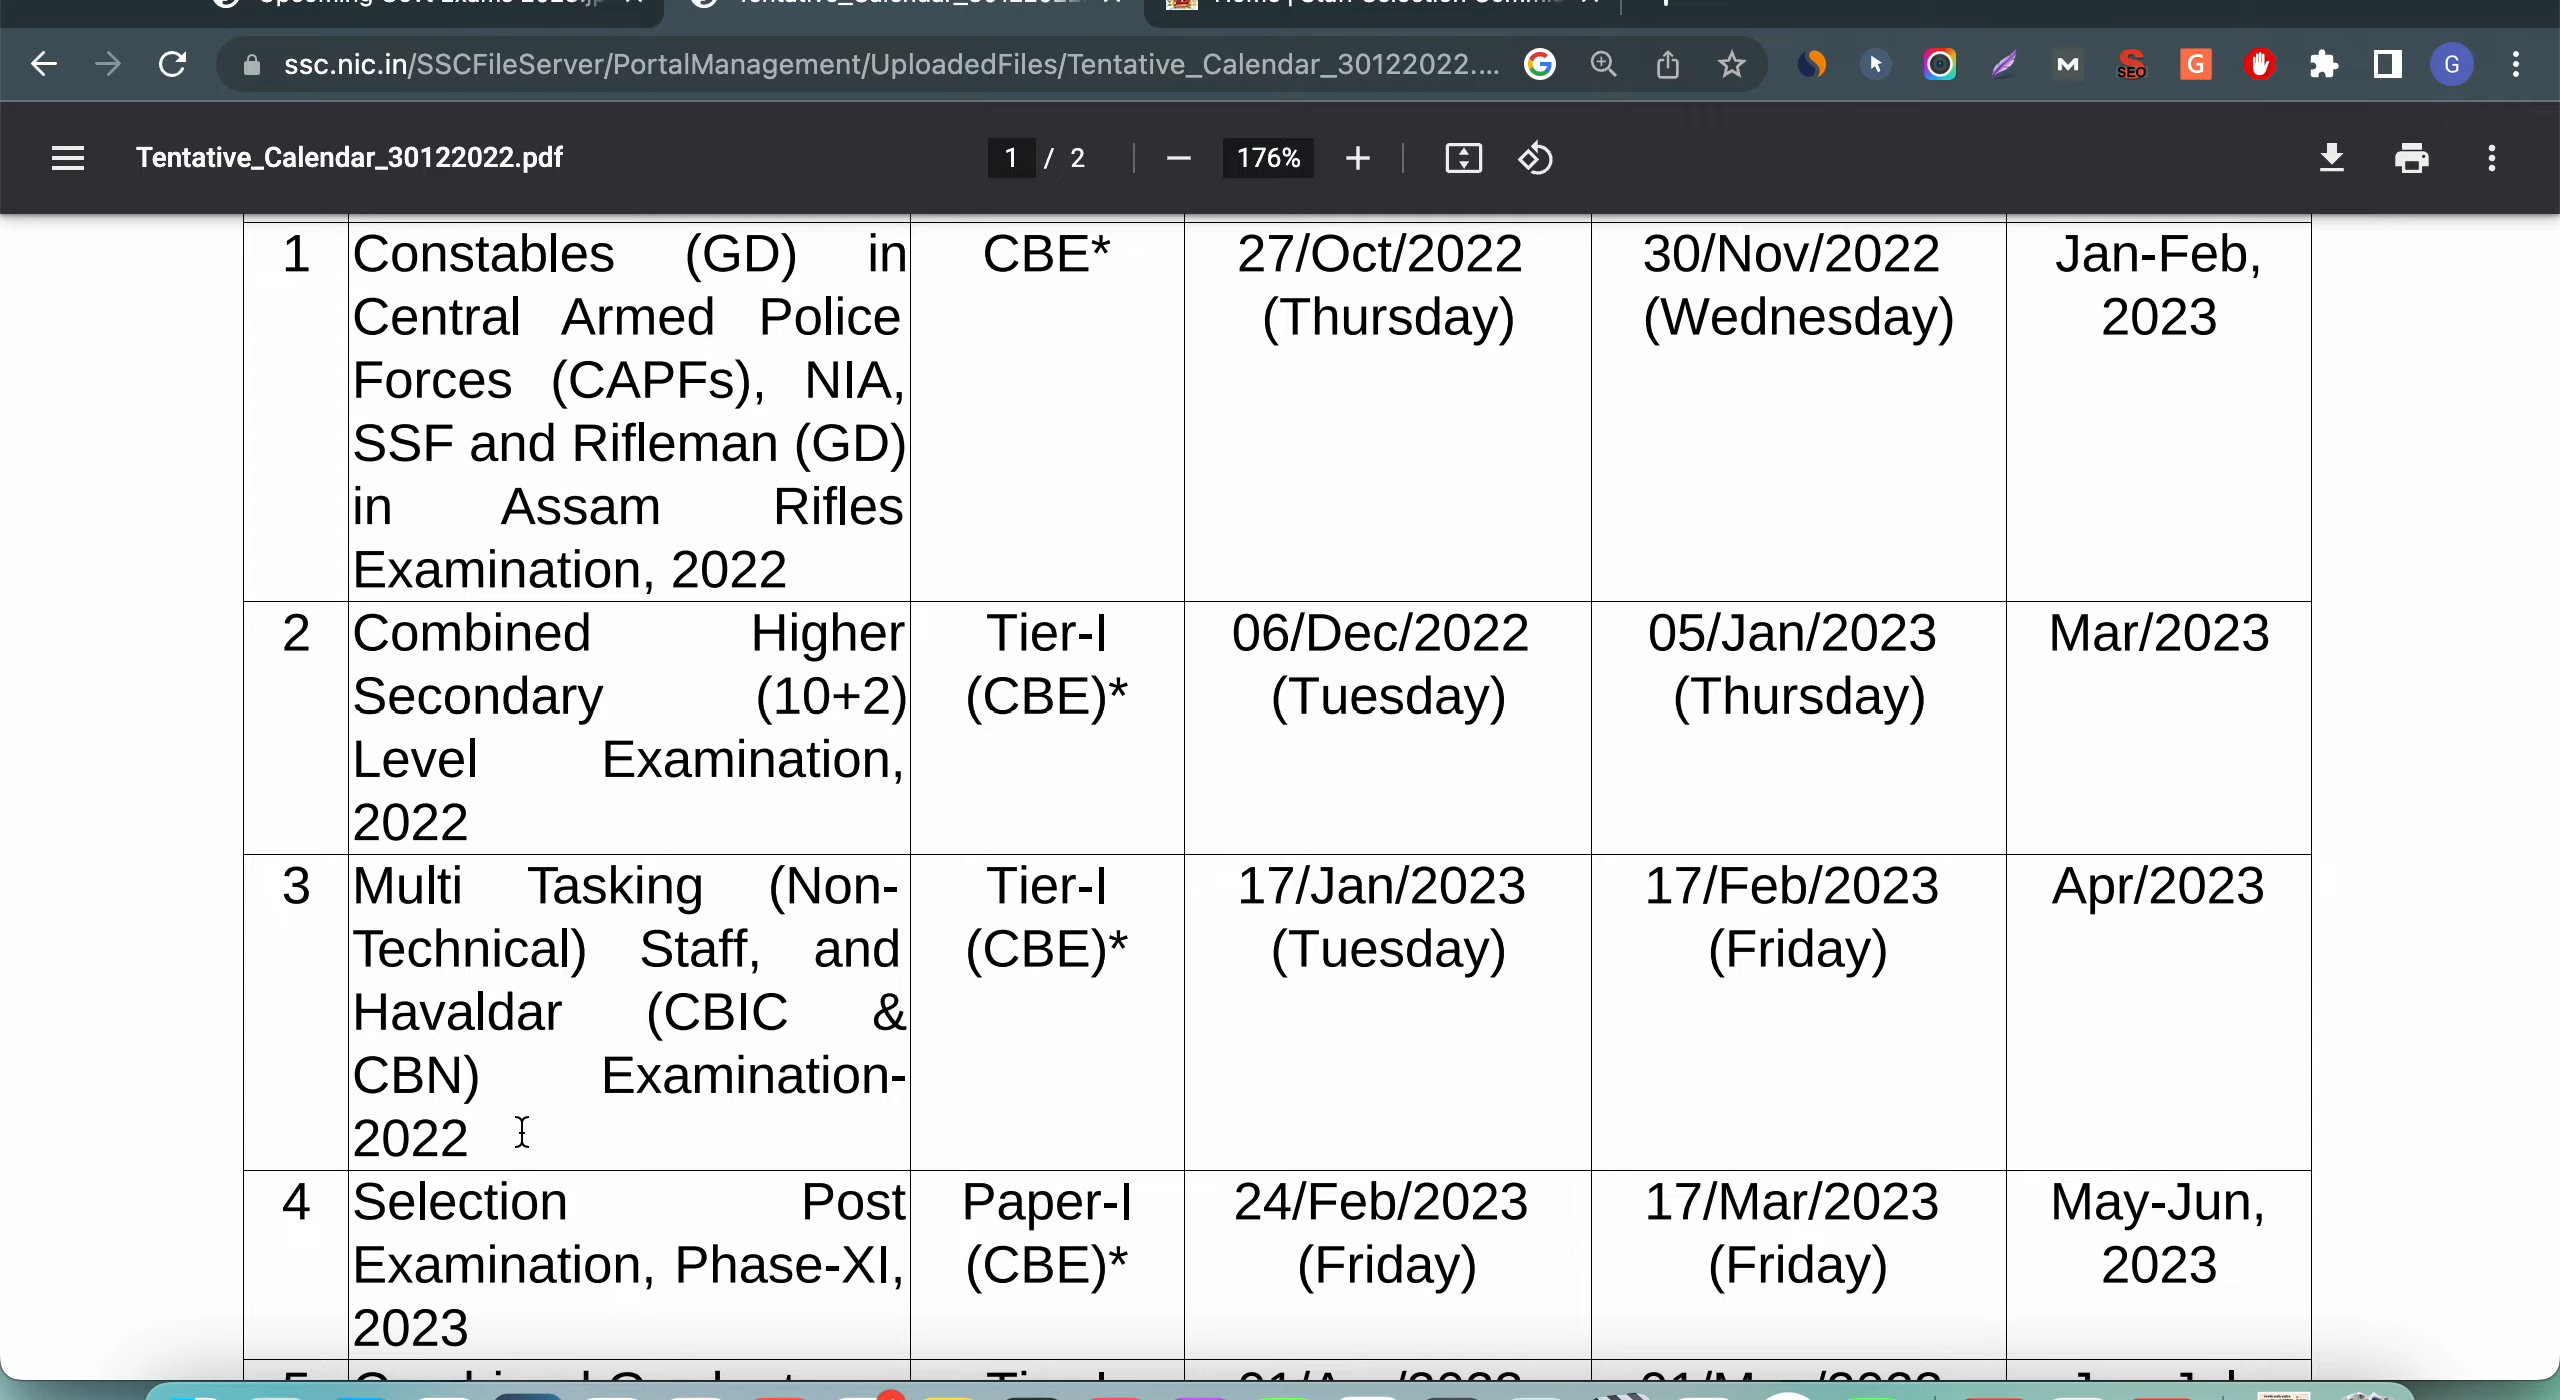 ssc.nic.in/SSCFileServer/PortalManagement/UploadedFiles/Tentative_Calendar_30122022....
SEO
G
G
Tentative_Calendar_30122022.pdf
1 / 2
176%
1
Constables (GD) in
Central Armed Police
Forces (CAPFs), NIA,
SSF and Rifleman (GD)
in Assam Rifles
Examination, 2022
CBE*
27/Oct/2022
(Thursday)
30/Nov/2022
(Wednesday)
Jan-Feb,
2023
2
Combined Higher
Secondary (10+2)
Level Examination,
2022
Tier-I
(CBE)*
06/Dec/2022
(Tuesday)
05/Jan/2023
(Thursday)
Mar/2023
3
Multi Tasking (Non-
Technical) Staff, and
Havaldar (CBIC &
CBN) Examination-
2022
Tier-I
(CBE)*
17/Jan/2023
(Tuesday)
17/Feb/2023
(Friday)
Apr/2023
4
Selection Post
Examination, Phase-XI,
2023
Paper-I
(CBE)*
24/Feb/2023
(Friday)
17/Mar/2023
(Friday)
May-Jun,
2023